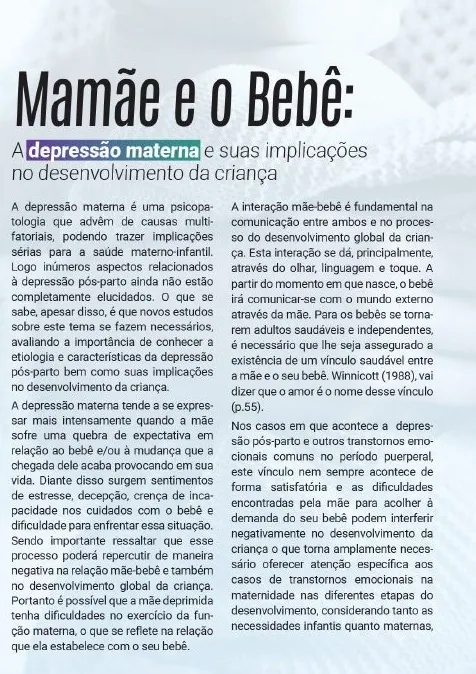 Mamãe e o Bebê:
A depressão materna e suas implicações
no desenvolvimento da criança
A depressão materna é uma psicopa-
tologia que advêm de causas multi-
fatoriais, podendo trazer implicações
sérias para a saúde materno-infantil.
Logo inúmeros aspectos relacionados
à depressão pós-parto ainda não estão
completamente elucidados. O que se
sabe, apesar disso, é que novos estudos
sobre este tema se fazem necessários,
avaliando a importância de conhecer a
etiologia e características da depressão
pós-parto bem como suas implicações
no desenvolvimento da criança.
A depressão materna tende a se expres-
sar mais intensamente quando a mãe
sofre uma quebra de expectativa em
relação ao bebê e/ou à mudança que a
chegada dele acaba provocando em sua
vida. Diante disso surgem sentimentos
de estresse, decepção, crença de inca-
pacidade nos cuidados com o bebê e
dificuldade para enfrentar essa situação.
Sendo importante ressaltar que esse
processo poderá repercutir de maneira
negativa na relação mãe-bebê e também
no desenvolvimento global da criança.
Portanto é possível que a mãe deprimida
tenha dificuldades no exercício da fun-
ção materna, o que se reflete na relação
que ela estabelece com o seu bebê.
A interação mãe-bebê é fundamental na
comunicação entre ambos e no proces-
so do desenvolvimento global da crian-
ça. Esta interação se dá, principalmente,
através do olhar, linguagem e toque. A
partir do momento em que nasce, o bebê
irá comunicar-se com o mundo externo
através da mãe. Para os bebês se torna-
rem adultos saudáveis e independentes,
é necessário que lhe seja assegurado a
existência de um vínculo saudável entre
a mãe e o seu bebê. Winnicott (1988), vai
dizer que o amor é o nome desse vínculo
(p.55).
Nos casos em que acontece a depres-
são pós-parto e outros transtornos emo-
cionais comuns no período puerperal,
este vínculo nem sempre acontece de
forma satisfatória e as dificuldades
encontradas pela mãe para acolher à
demanda do seu bebê podem interferir
negativamente no desenvolvimento da
criança o que torna amplamente neces-
sário oferecer atenção específica aos
casos de transtornos emocionais na
maternidade nas diferentes etapas do
desenvolvimento, considerando tanto as
necessidades infantis quanto maternas,